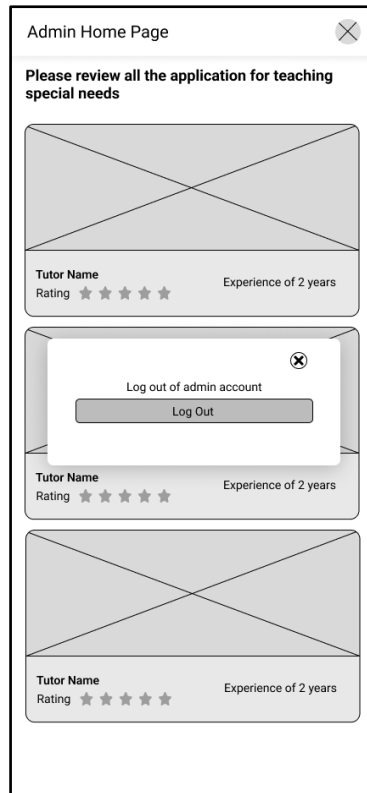 Admin Home Page
Please review all the application for teaching
special needs
Tutor Name
Rating
Experience of 2 years
Log out of admin account
Log Out
Tutor Name
Rating
Experience of 2 years
Tutor Name
Rating
Experience of 2 years